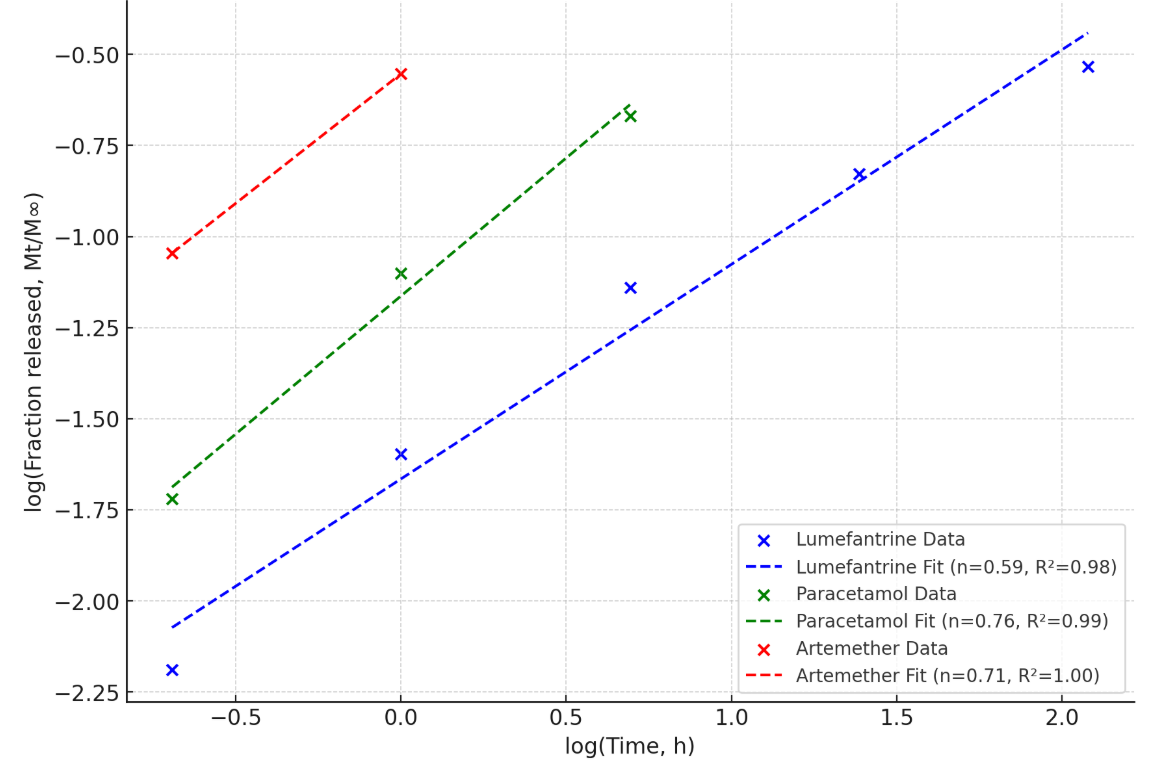 −0.50
−0.75
−1.00
−1.25
−1.50
−1.75
−2.00
−2.25
log(Fraction released, Mt/M∞)
−0.5
0.0
0.5
1.0
1.5
2.0
log(Time, h)
Lumefantrine Data
Lumefantrine Fit (n=0.59, R²=0.98)
Paracetamol Data
Paracetamol Fit (n=0.76, R²=0.99)
Artemether Data
Artemether Fit (n=0.71, R²=1.00)